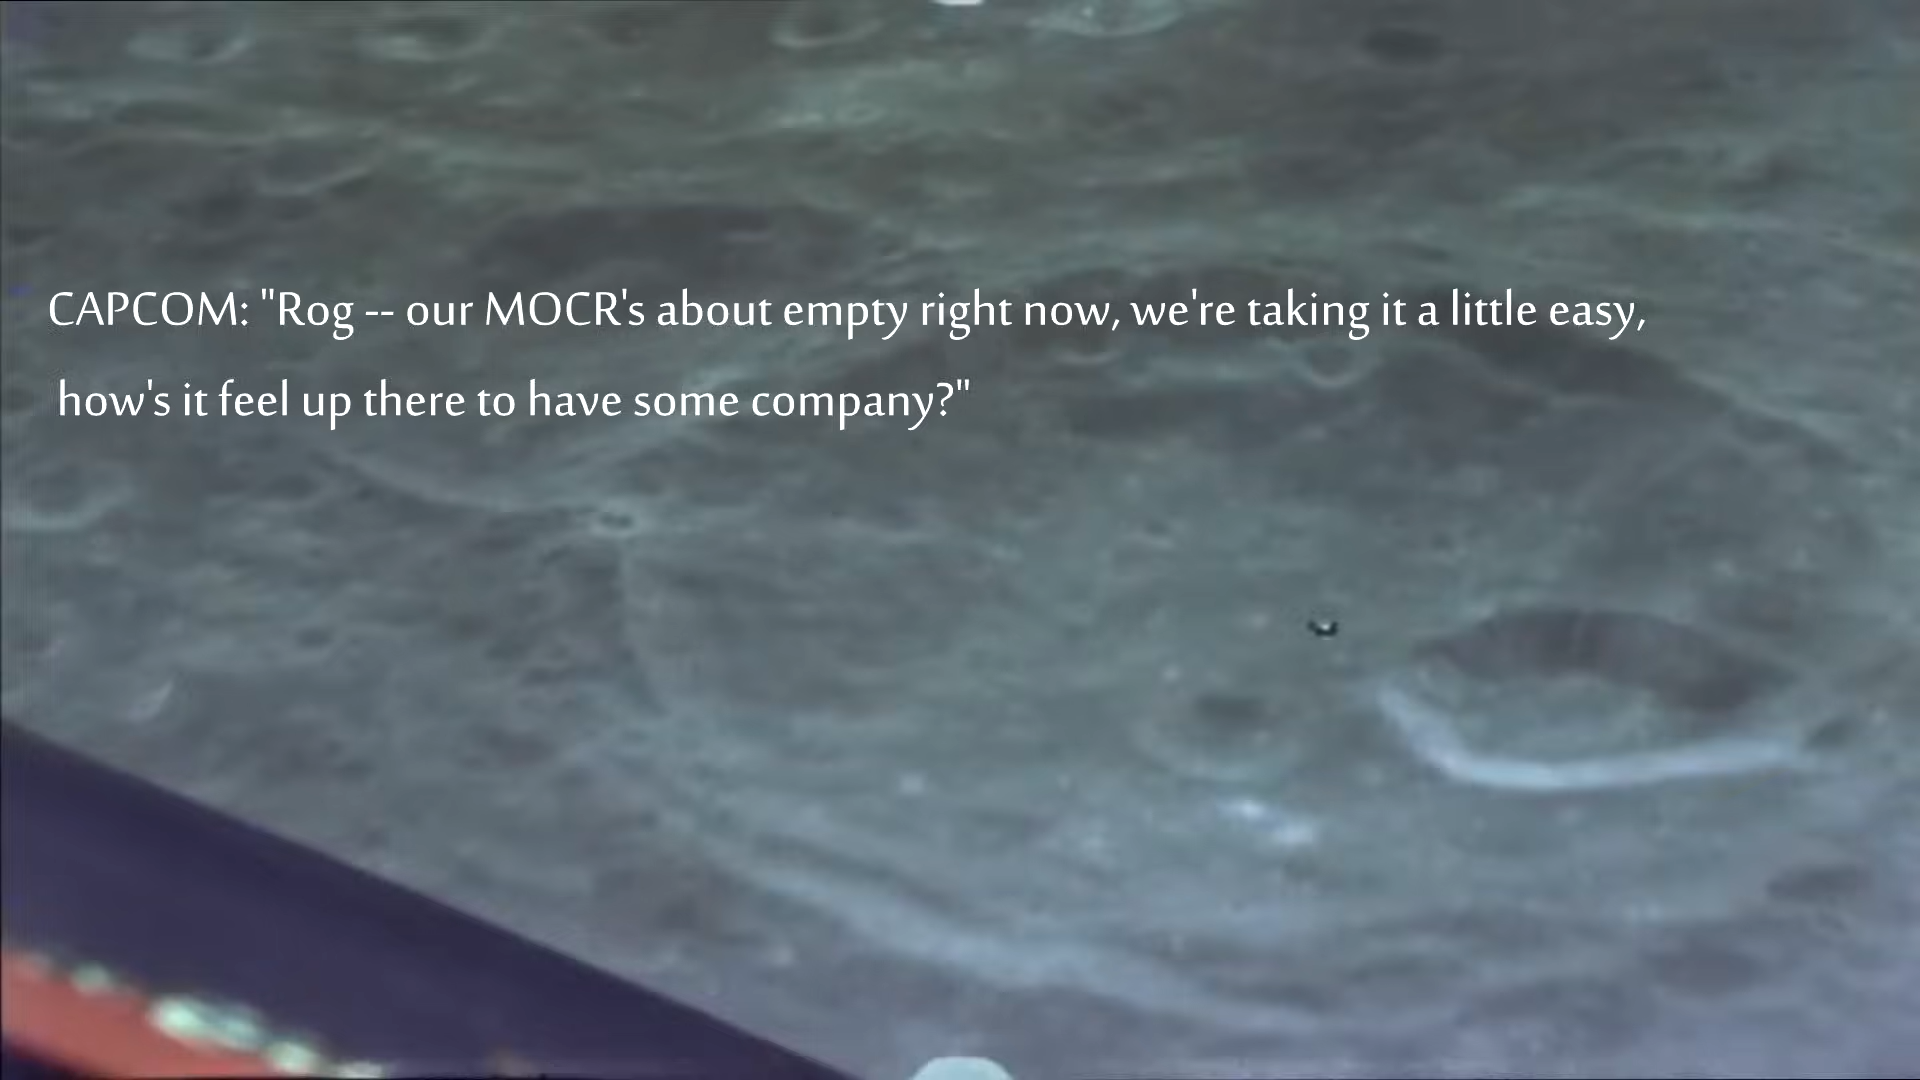 CAPCOM: "Rog -- our MOCR's about empty right now, we're taking it a little easy,
how's it feel up there to have some company?"